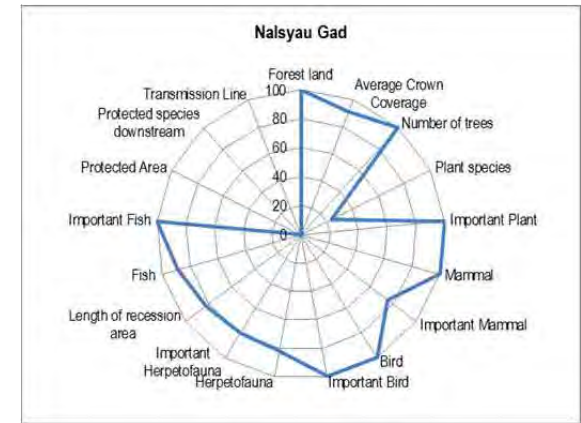 Nalsyau Gad
Forest land
Average Crown
Coverage
Number of trees
Plant species
Important Plant
Mammal
Important Mammal
Bird
Important Bird
Herpetofauna
Important
Herpetofauna
Length of recession
area
Fish
Important Fish
Protected Area
Protected species
downstream
Transmission Line
100
80
60
40
20
0